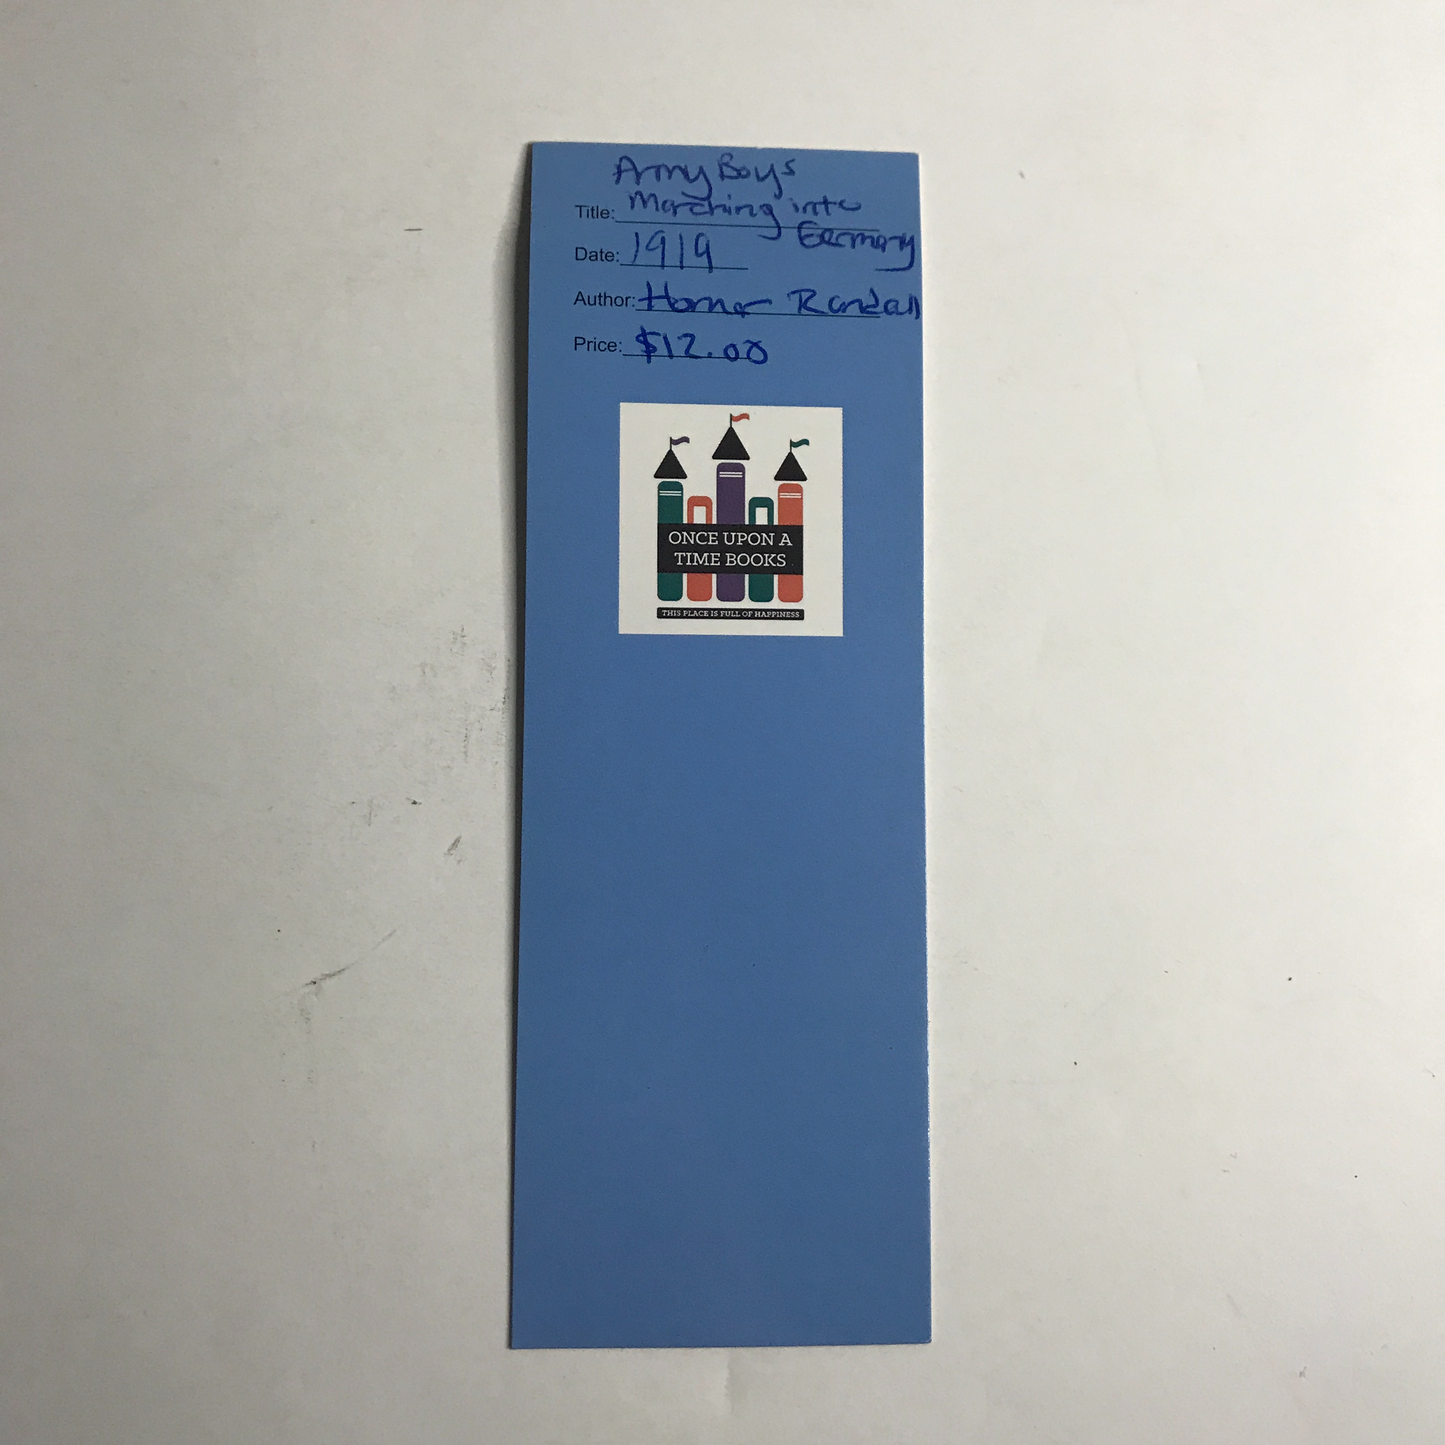 Army Boys
Title: Marching into
Germany
Date: 1919
Author: Homer Randall
Price: $12.00
ONCE UPON A
TIME BOOKS
THIS PLACE IS FULL OF HAPPINESS